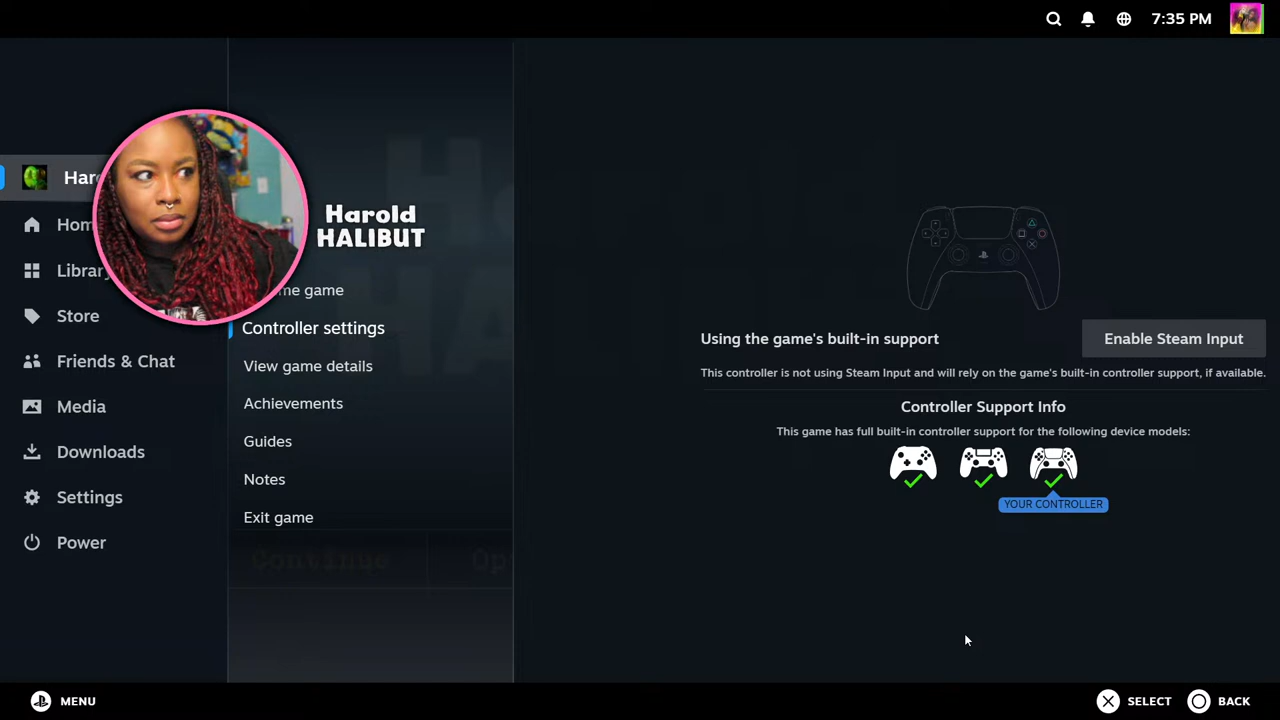 7:35 PM
Home
Library
Store
Friends & Chat
Media
Downloads
Settings
Power
Harold
HALIBUT
game
Controller settings
View game details
Achievements
Guides
Notes
Exit game
Continue
Using the game's built-in support
Enable Steam Input
This controller is not using Steam Input and will rely on the game's built-in controller support, if available.
Controller Support Info
This game has full built-in controller support for the following device models:
YOUR CONTROLLER
MENU
SELECT
BACK